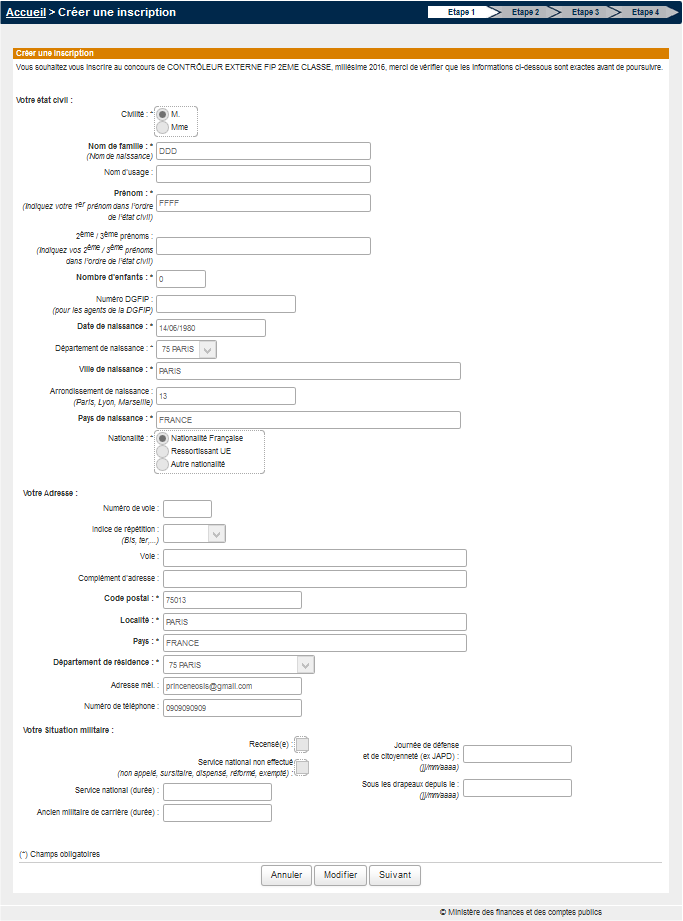 Accueil > Créer une inscription
Etape 1 Etape 2 Etape 3 Etape 4
Créer une inscription
Vous souhaitez vous inscrire au concours de CONTRÔLEUR EXTERNE FIP 2EME CLASSE, millésime 2016, merci de vérifier que les informations ci-dessous sont exactes avant de poursuivre.
Votre état civil :
Civilité : * M.
Mme
Nom de famille : * DDD
(Nom de naissance)
Nom d'usage :
Prénom : * FFFF
(Indiquez votre 1er prénom dans l'ordre
de l'état civil)
2ème / 3ème prénoms :
(Indiquez vos 2ème / 3ème prénoms
dans l'ordre de l'état civil)
Nombre d'enfants : * 0
Numéro DGFIP :
(pour les agents de la DGFIP)
Date de naissance : * 14/06/1980
Département de naissance : * 75 PARIS
Ville de naissance : * PARIS
Arrondissement de naissance : 13
(Paris, Lyon, Marseille)
Pays de naissance : * FRANCE
Nationalité : * Nationalité Française
Ressortissant UE
Autre nationalité
Votre Adresse :
Numéro de voie :
Indice de répétition :
(Bis, ter,...)
Voie :
Complément d'adresse :
Code postal : * 75013
Localité : * PARIS
Pays : * FRANCE
Département de résidence : * 75 PARIS
Adresse mél. : princeneosis@gmail.com
Numéro de téléphone : 0909090909
Votre Situation militaire :
Recensé(e) :
Journée de défense
et de citoyenneté (ex JAPD) :
(jj/mm/aaaa)
Service national non effectué
(non appelé, sursitaire, dispensé, réformé, exempté) :
Service national (durée) :
Sous les drapeaux depuis le :
(jj/mm/aaaa)
Ancien militaire de carrière (durée) :
(*) Champs obligatoires
Annuler Modifier Suivant
© Ministère des finances et des comptes publics